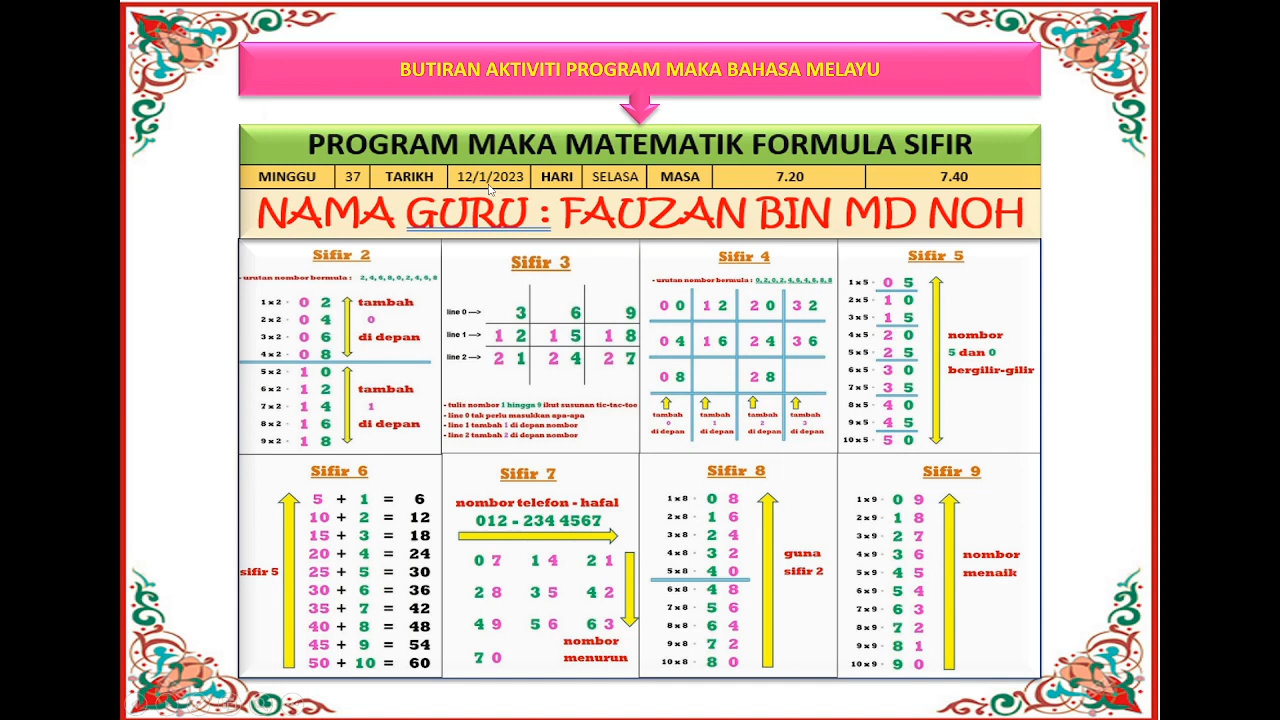 BUTIRAN AKTIVITI PROGRAM MAKA BAHASA MELAYU
PROGRAM MAKA MATEMATIK FORMULA SIFIR
MINGGU 37 TARIKH 12/1/2023 HARI SELASA MASA 7.20 7.40
NAMA GURU : FAUZAN BIN MD NOH
Sifir 2
- urutan nombor bermula : 2, 4, 6, 8, 0, 2, 4, 6, 8
1 x 2 = 0 2
2 x 2 = 0 4
3 x 2 = 0 6
4 x 2 = 0 8
tambah
0
di depan
5 x 2 = 1 0
6 x 2 = 1 2
7 x 2 = 1 4
8 x 2 = 1 6
9 x 2 = 1 8
tambah
1
di depan
Sifir 3
line 0 ---> 3 6 9
line 1 ---> 1 2 1 5 1 8
line 2 ---> 2 1 2 4 2 7
• tulis nombor 1 hingga 9 ikut susunan tic-tac-toe
• line 0 tak perlu masukkan apa-apa
• line 1 tambah 1 di depan nombor
• line 2 tambah 2 di depan nombor
Sifir 4
• urutan nombor bermula : 0, 2, 0, 2, 4, 6, 4, 6, 8, 8
0 0 1 2 2 0 3 2
0 4 1 6 2 4 3 6
0 8 2 8
tambah tambah tambah tambah
0 1 2 3
di depan di depan di depan di depan
Sifir 5
1 x 5 = 0 5
2 x 5 = 1 0
3 x 5 = 1 5
4 x 5 = 2 0
5 x 5 = 2 5
6 x 5 = 3 0
7 x 5 = 3 5
8 x 5 = 4 0
9 x 5 = 4 5
10 x 5 = 5 0
nombor
5 dan 0
bergilir-gilir
Sifir 6
5 + 1 = 6
10 + 2 = 12
15 + 3 = 18
20 + 4 = 24
25 + 5 = 30
30 + 6 = 36
35 + 7 = 42
40 + 8 = 48
45 + 9 = 54
50 + 10 = 60
sifir 5
Sifir 7
nombor telefon - hafal
012 - 234 4567
0 7 1 4 2 1
2 8 3 5 4 2
4 9 5 6 6 3
7 0
nombor
menurun
Sifir 8
1 x 8 = 0 8
2 x 8 = 1 6
3 x 8 = 2 4
4 x 8 = 3 2
5 x 8 = 4 0
6 x 8 = 4 8
7 x 8 = 5 6
8 x 8 = 6 4
9 x 8 = 7 2
10 x 8 = 8 0
guna
sifir 2
Sifir 9
1 x 9 = 0 9
2 x 9 = 1 8
3 x 9 = 2 7
4 x 9 = 3 6
5 x 9 = 4 5
6 x 9 = 5 4
7 x 9 = 6 3
8 x 9 = 7 2
9 x 9 = 8 1
10 x 9 = 9 0
nombor
menaik